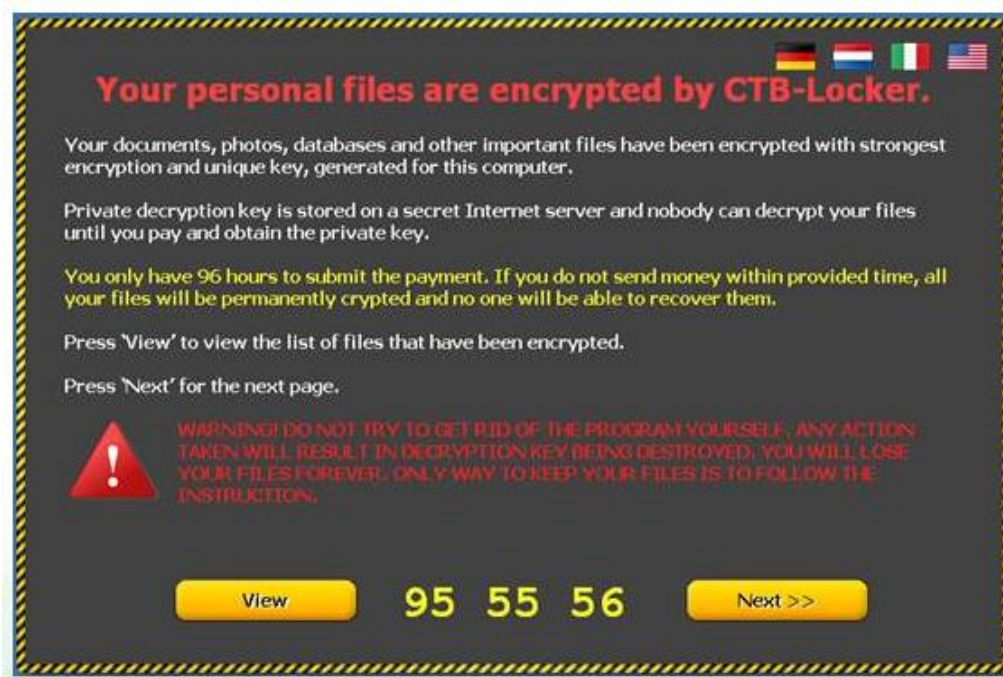 Your personal files are encrypted by CTB-Locker.
Your documents, photos, databases and other important files have been encrypted with strongest
encryption and unique key, generated for this computer.
Private decryption key is stored on a secret Internet server and nobody can decrypt your files
until you pay and obtain the private key.
You only have 96 hours to submit the payment. If you do not send money within provided time, all
your files will be permanently crypted and no one will be able to recover them.
Press 'View' to view the list of files that have been encrypted.
Press 'Next' for the next page.
WARNING! DO NOT TRY TO GET RID OF THE PROGRAM YOURSELF. ANY ACTION
TAKEN WILL RESULT IN DECRYPTION KEY BEING DESTROYED. YOU WILL LOSE
YOUR FILES FOREVER. ONLY WAY TO KEEP YOUR FILES IS TO FOLLOW THE
INSTRUCTION.
View 95 55 56 Next >>